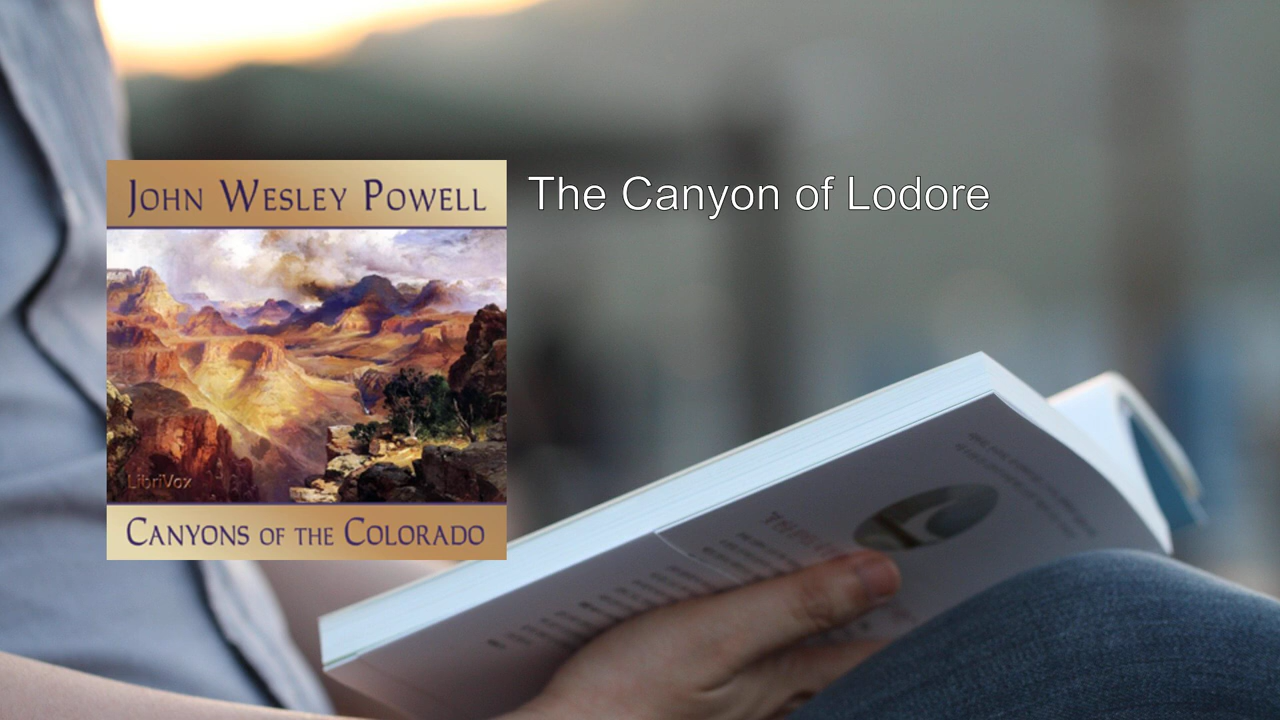 John Wesley Powell
The Canyon of Lodore
LibriVox
Canyons of the Colorado